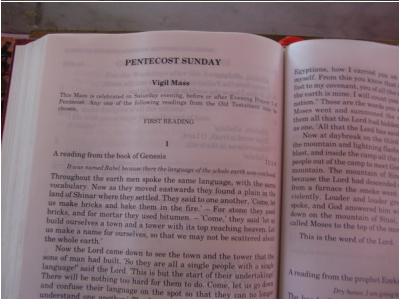 PENTECOST SUNDAY
Vigil Mass
This Mass is celebrated on Saturday evening, before or after Evening Prayer I of
Pentecost. Any one of the following readings from the Old Testament may be
chosen.
FIRST READING
1
A reading from the book of Genesis
It was named Babel because there the language of the whole earth was confused.
Throughout the earth men spoke the same language, with the same
vocabulary. Now as they moved eastwards they found a plain in the
land of Shinar where they settled. They said to one another, 'Come, let
us make bricks and bake them in the fire.' – For stone they used
bricks, and for mortar they used bitumen. – 'Come,' they said 'let us
build ourselves a town and a tower with its top reaching heaven. Let
us make a name for ourselves, so that we may not be scattered about
the whole earth.'
Now the Lord came down to see the town and the tower that the
sons of man had built. 'So they are all a single people with a single
language!' said the Lord. 'This is but the start of their undertakings!
There will be nothing too hard for them to do. Come, let us go down
and confuse their language on the spot so that they can no longer
understand one another.'
Egyptians, how I carried you
myself. From this you know that
fast to my covenant, you of all the
the earth is mine. I will count you
nation." Those are the words you
Moses went and summoned the
them all that the Lord had
as one, 'All that the Lord has
Now at daybreak on the third
the mountain and lightning flashes
blast, and inside the camp all the
people out of the camp to meet God
mountain. The mountain of
because the Lord had descended
from a furnace the smoke went
violently. Louder and louder grew
spoke, and God answered him
down on the mountain of Sinai,
called Moses to the top of the
This is the word of the Lord.
A reading from the prophet Ezekiel
Dry bones, I am going